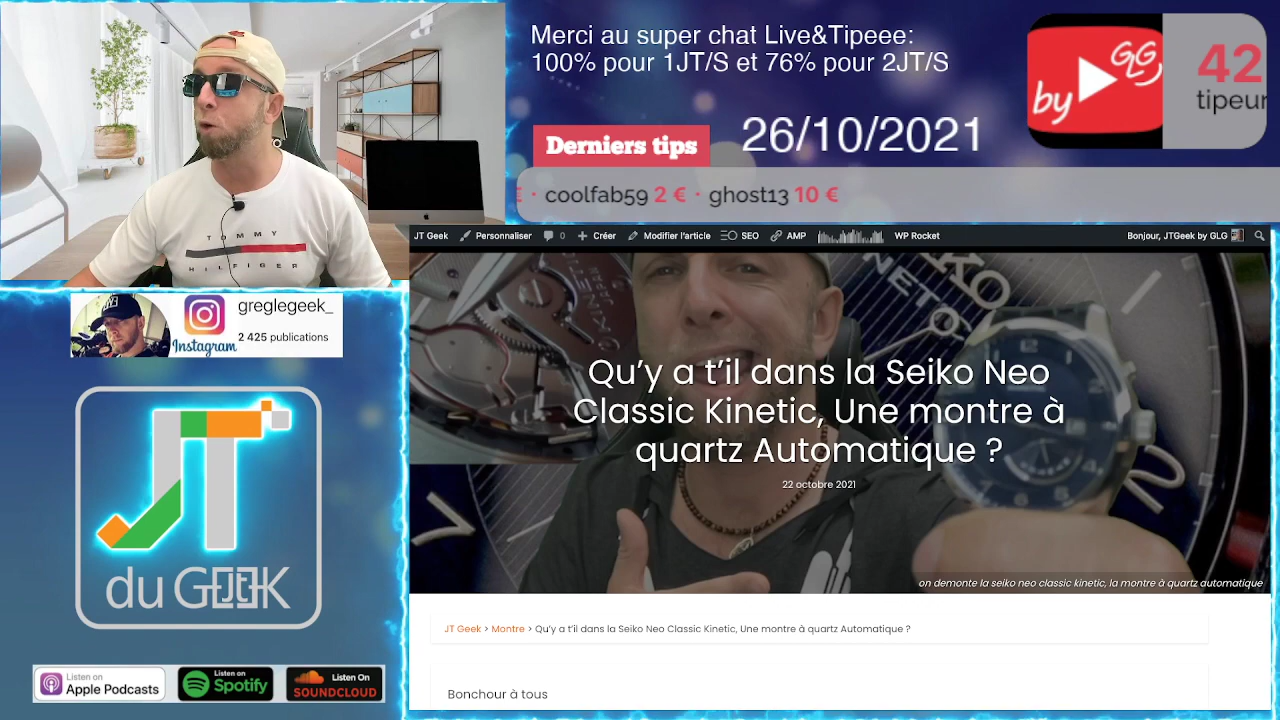 Merci au super chat Live&Tipeee:
100% pour 1JT/S et 76% pour 2JT/S
by GLG
42
tipeur
Derniers tips
26/10/2021
€ · coolfab59 2 € · ghost13 10 €
TOMMY
HILFIGER
JT Geek Personnaliser 0 Créer Modifier l'article SEO AMP WP Rocket Bonjour, JTGeek by GLG
greglegeek_
Instagram 2 425 publications
Qu'y a t'il dans la Seiko Neo
Classic Kinetic, Une montre à
quartz Automatique ?
22 octobre 2021
on demonte la seiko neo classic kinetic, la montre à quartz automatique
JT
du GEEK
JT Geek > Montre > Qu'y a t'il dans la Seiko Neo Classic Kinetic, Une montre à quartz Automatique ?
Bonchour à tous
Listen on
Apple Podcasts
Listen on
Spotify
Listen On
SOUNDCLOUD